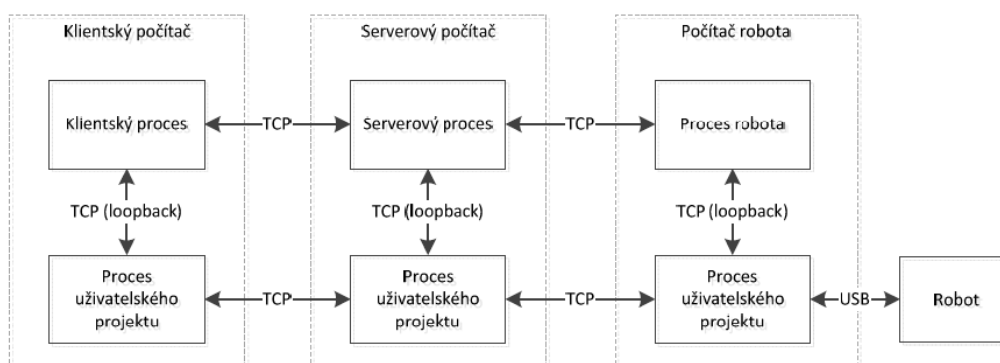 Klientský počítač
Serverový počítač
Počítač robota
Klientský proces
TCP
Serverový proces
TCP
Proces robota
TCP (loopback)
TCP (loopback)
TCP (loopback)
Proces
uživatelského
projektu
TCP
Proces
uživatelského
projektu
TCP
Proces
uživatelského
projektu
USB
Robot